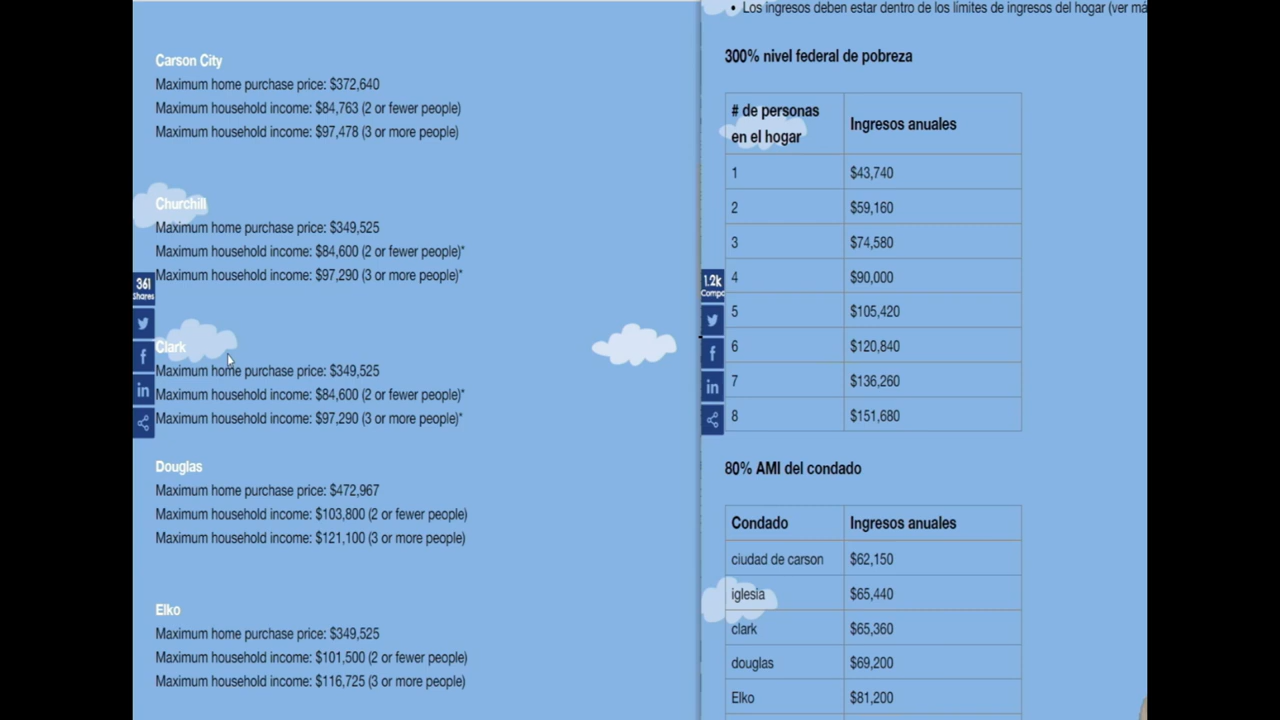 Carson City
Maximum home purchase price: $372,640
Maximum household income: $84,763 (2 or fewer people)
Maximum household income: $97,478 (3 or more people)
Churchill
Maximum home purchase price: $349,525
Maximum household income: $84,600 (2 or fewer people)*
Maximum household income: $97,290 (3 or more people)*
361
Shares
Clark
Maximum home purchase price: $349,525
Maximum household income: $84,600 (2 or fewer people)*
Maximum household income: $97,290 (3 or more people)*
Douglas
Maximum home purchase price: $472,967
Maximum household income: $103,800 (2 or fewer people)
Maximum household income: $121,100 (3 or more people)
Elko
Maximum home purchase price: $349,525
Maximum household income: $101,500 (2 or fewer people)
Maximum household income: $116,725 (3 or more people)
• Los ingresos deben estar dentro de los límites de ingresos del hogar (ver má
300% nivel federal de pobreza
# de personas
en el hogar
Ingresos anuales
1 $43,740
2 $59,160
3 $74,580
4 $90,000
5 $105,420
6 $120,840
7 $136,260
8 $151,680
1.2k
Compa
80% AMI del condado
Condado Ingresos anuales
ciudad de carson $62,150
iglesia $65,440
clark $65,360
douglas $69,200
Elko $81,200